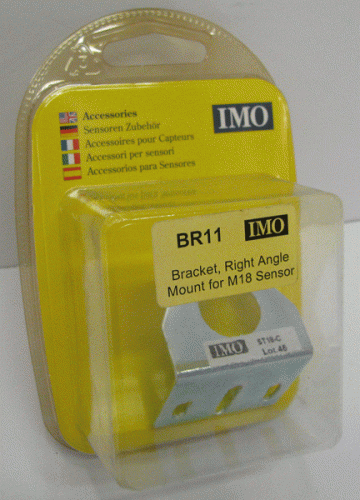 Accessories
Sensoren Zubehör
Accessoires pour Capteurs
Accessori per sensori
Accessorios para Sensores
IMO
BR11 IMO
Bracket, Right Angle
Mount for M18 Sensor
IMO ST18-C
Lot. 48